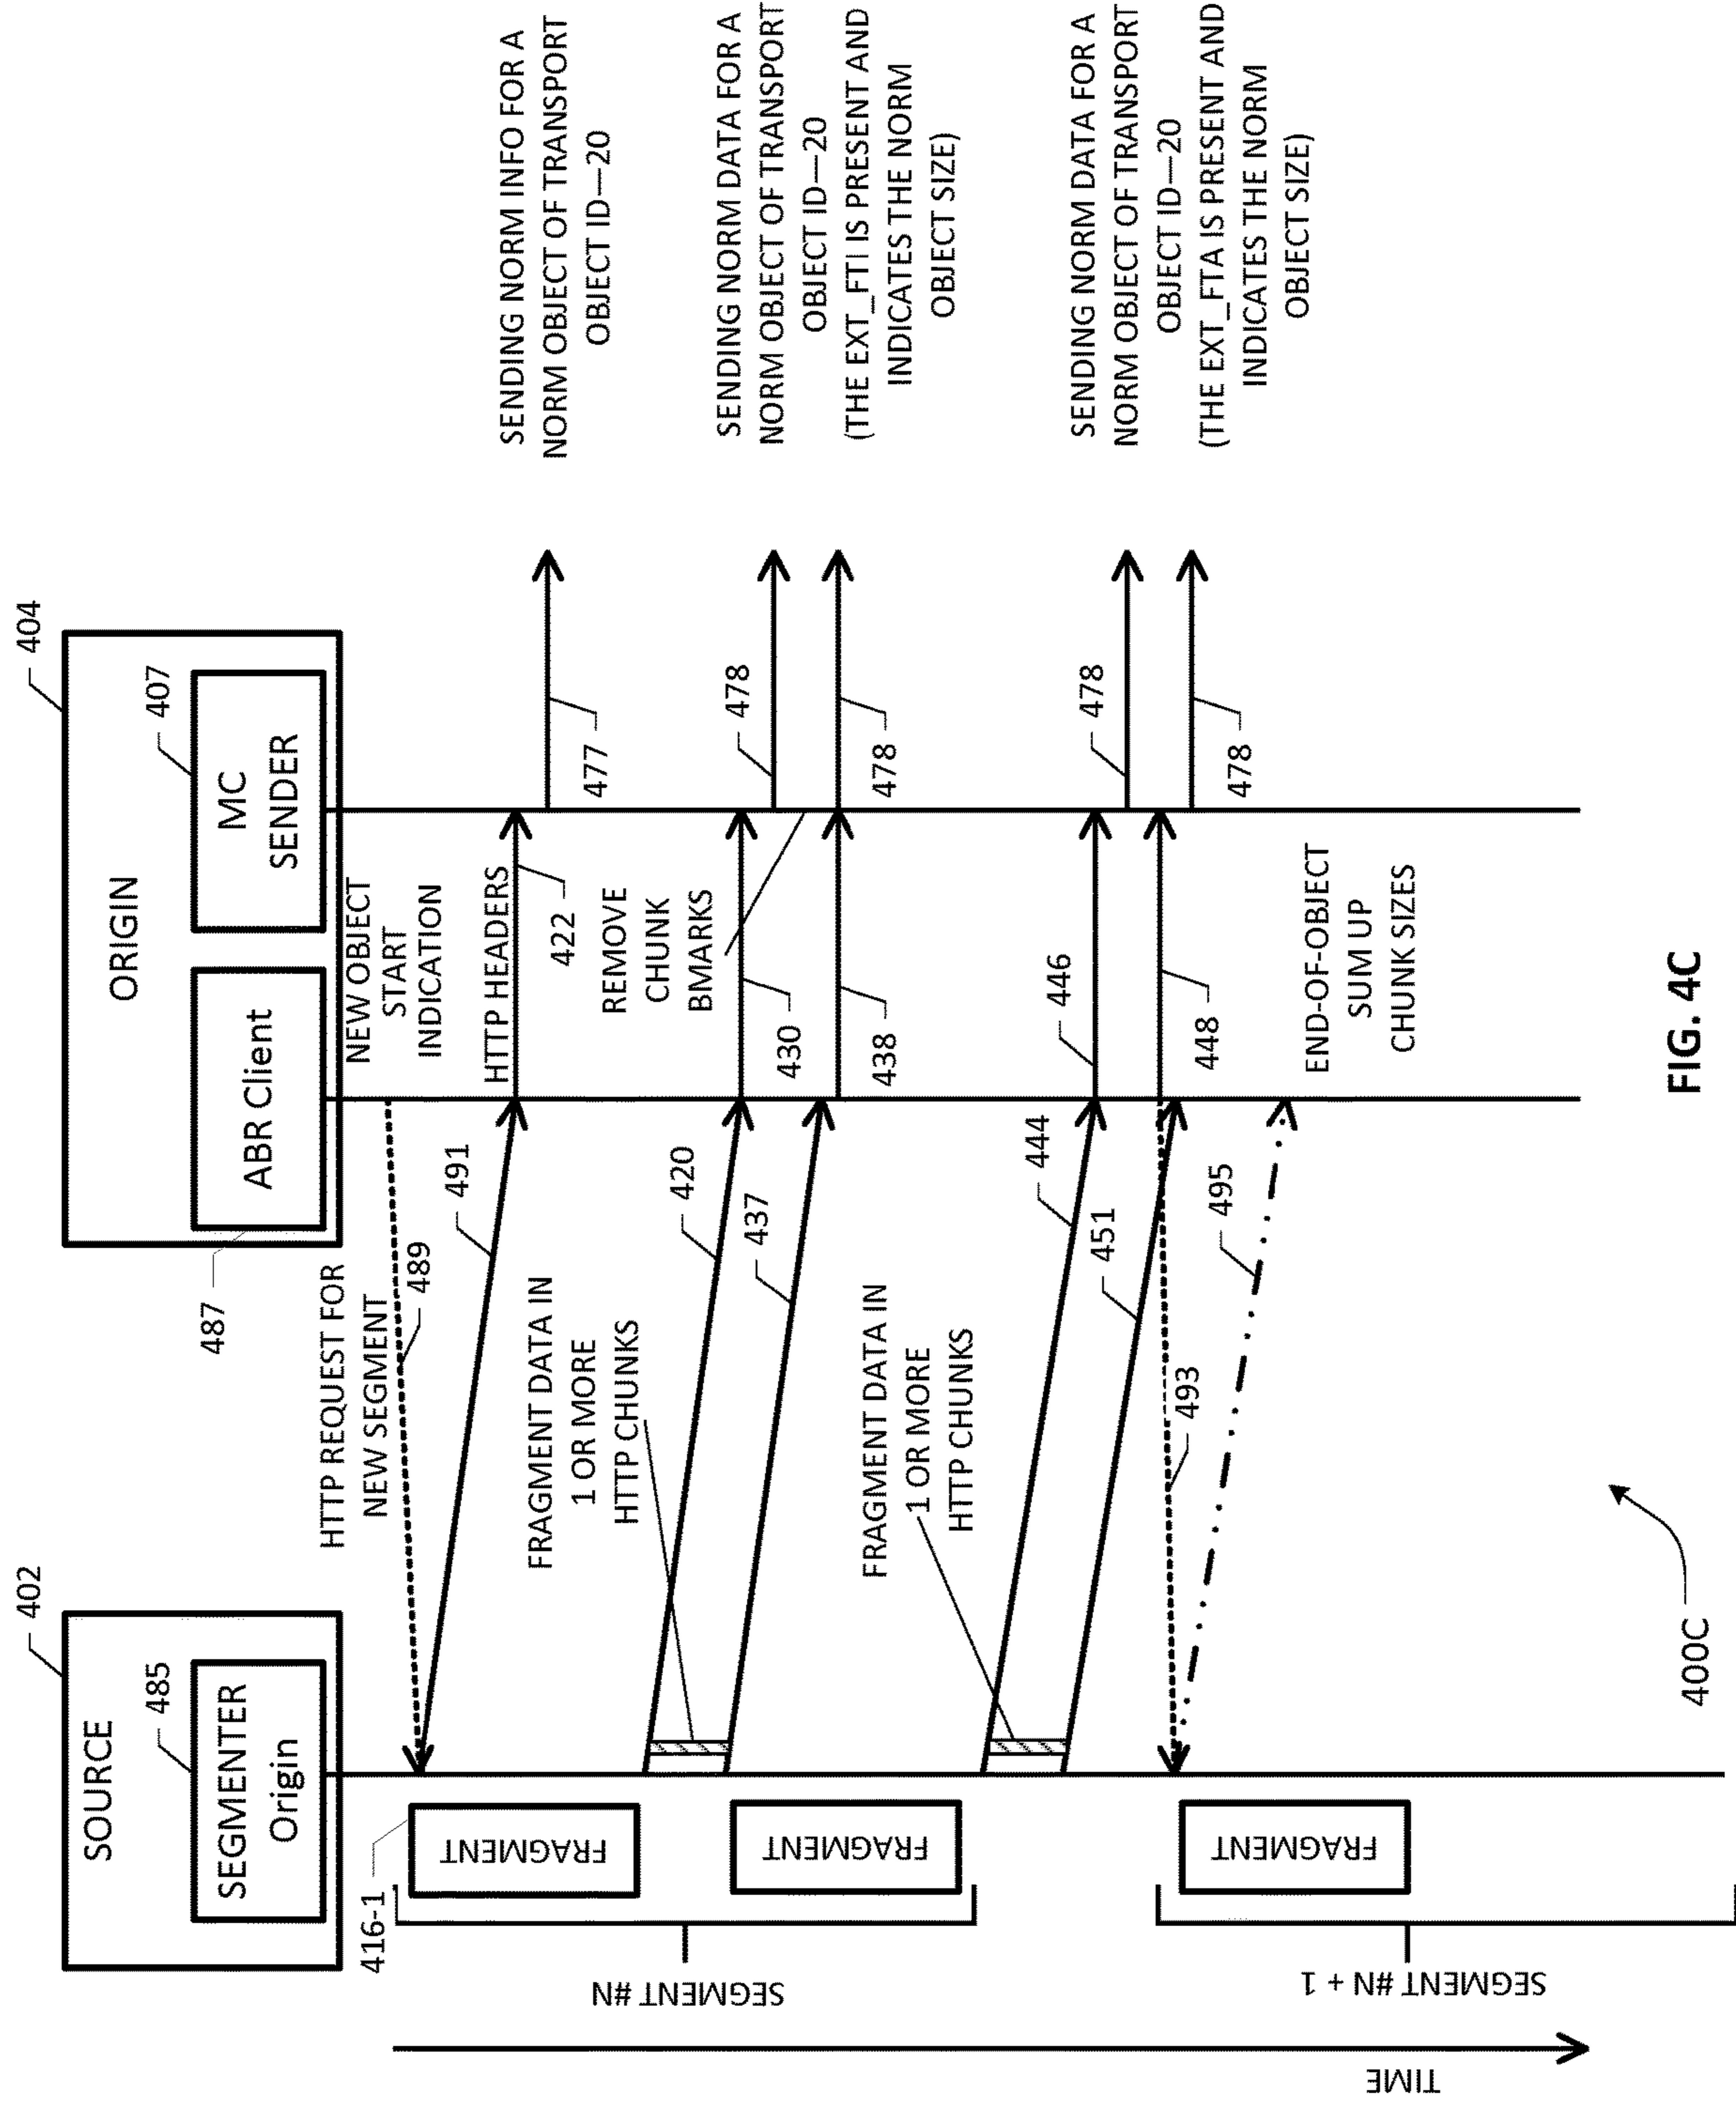 SOURCE
402
SEGMENTER
Origin
485
ORIGIN
404
ABR Client
487
MC
SENDER
407
416-1
HTTP REQUEST FOR
NEW SEGMENT
489
NEW OBJECT
START
INDICATION
491
HTTP HEADERS
422
477
SENDING NORM INFO FOR A
NORM OBJECT OF TRANSPORT
OBJECT ID—20
FRAGMENT
FRAGMENT
SEGMENT #N
FRAGMENT DATA IN
1 OR MORE
HTTP CHUNKS
420
437
REMOVE
CHUNK
BMARKS
430
438
478
478
SENDING NORM DATA FOR A
NORM OBJECT OF TRANSPORT
OBJECT ID—20
(THE EXT_FTI IS PRESENT AND
INDICATES THE NORM
OBJECT SIZE)
FRAGMENT DATA IN
1 OR MORE
HTTP CHUNKS
444
451
446
448
478
478
SENDING NORM DATA FOR A
NORM OBJECT OF TRANSPORT
OBJECT ID—20
(THE EXT_FTA IS PRESENT AND
INDICATES THE NORM
OBJECT SIZE)
493
495
END-OF-OBJECT
SUM UP
CHUNK SIZES
FRAGMENT
SEGMENT #N + 1
TIME
400C
FIG. 4C